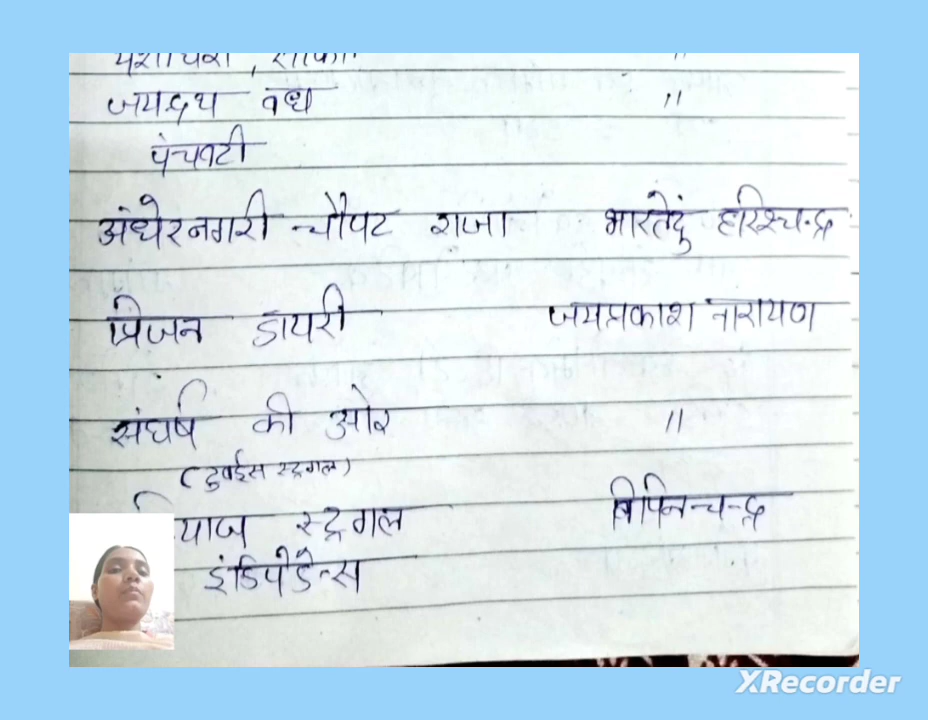 जयद्रथ वध "
पंचवटी
अंधेरनगरी चौपट राजा भारतेदुं हरिश्चन्द्र
प्रिजन डायरी जयप्रकाश नारायण
संघर्ष की ओर "
(टुवर्ड्स स्ट्रगल)
स्ट्रगल बिपिनचन्द्र
इंडिपेंडेन्स
XRecorder